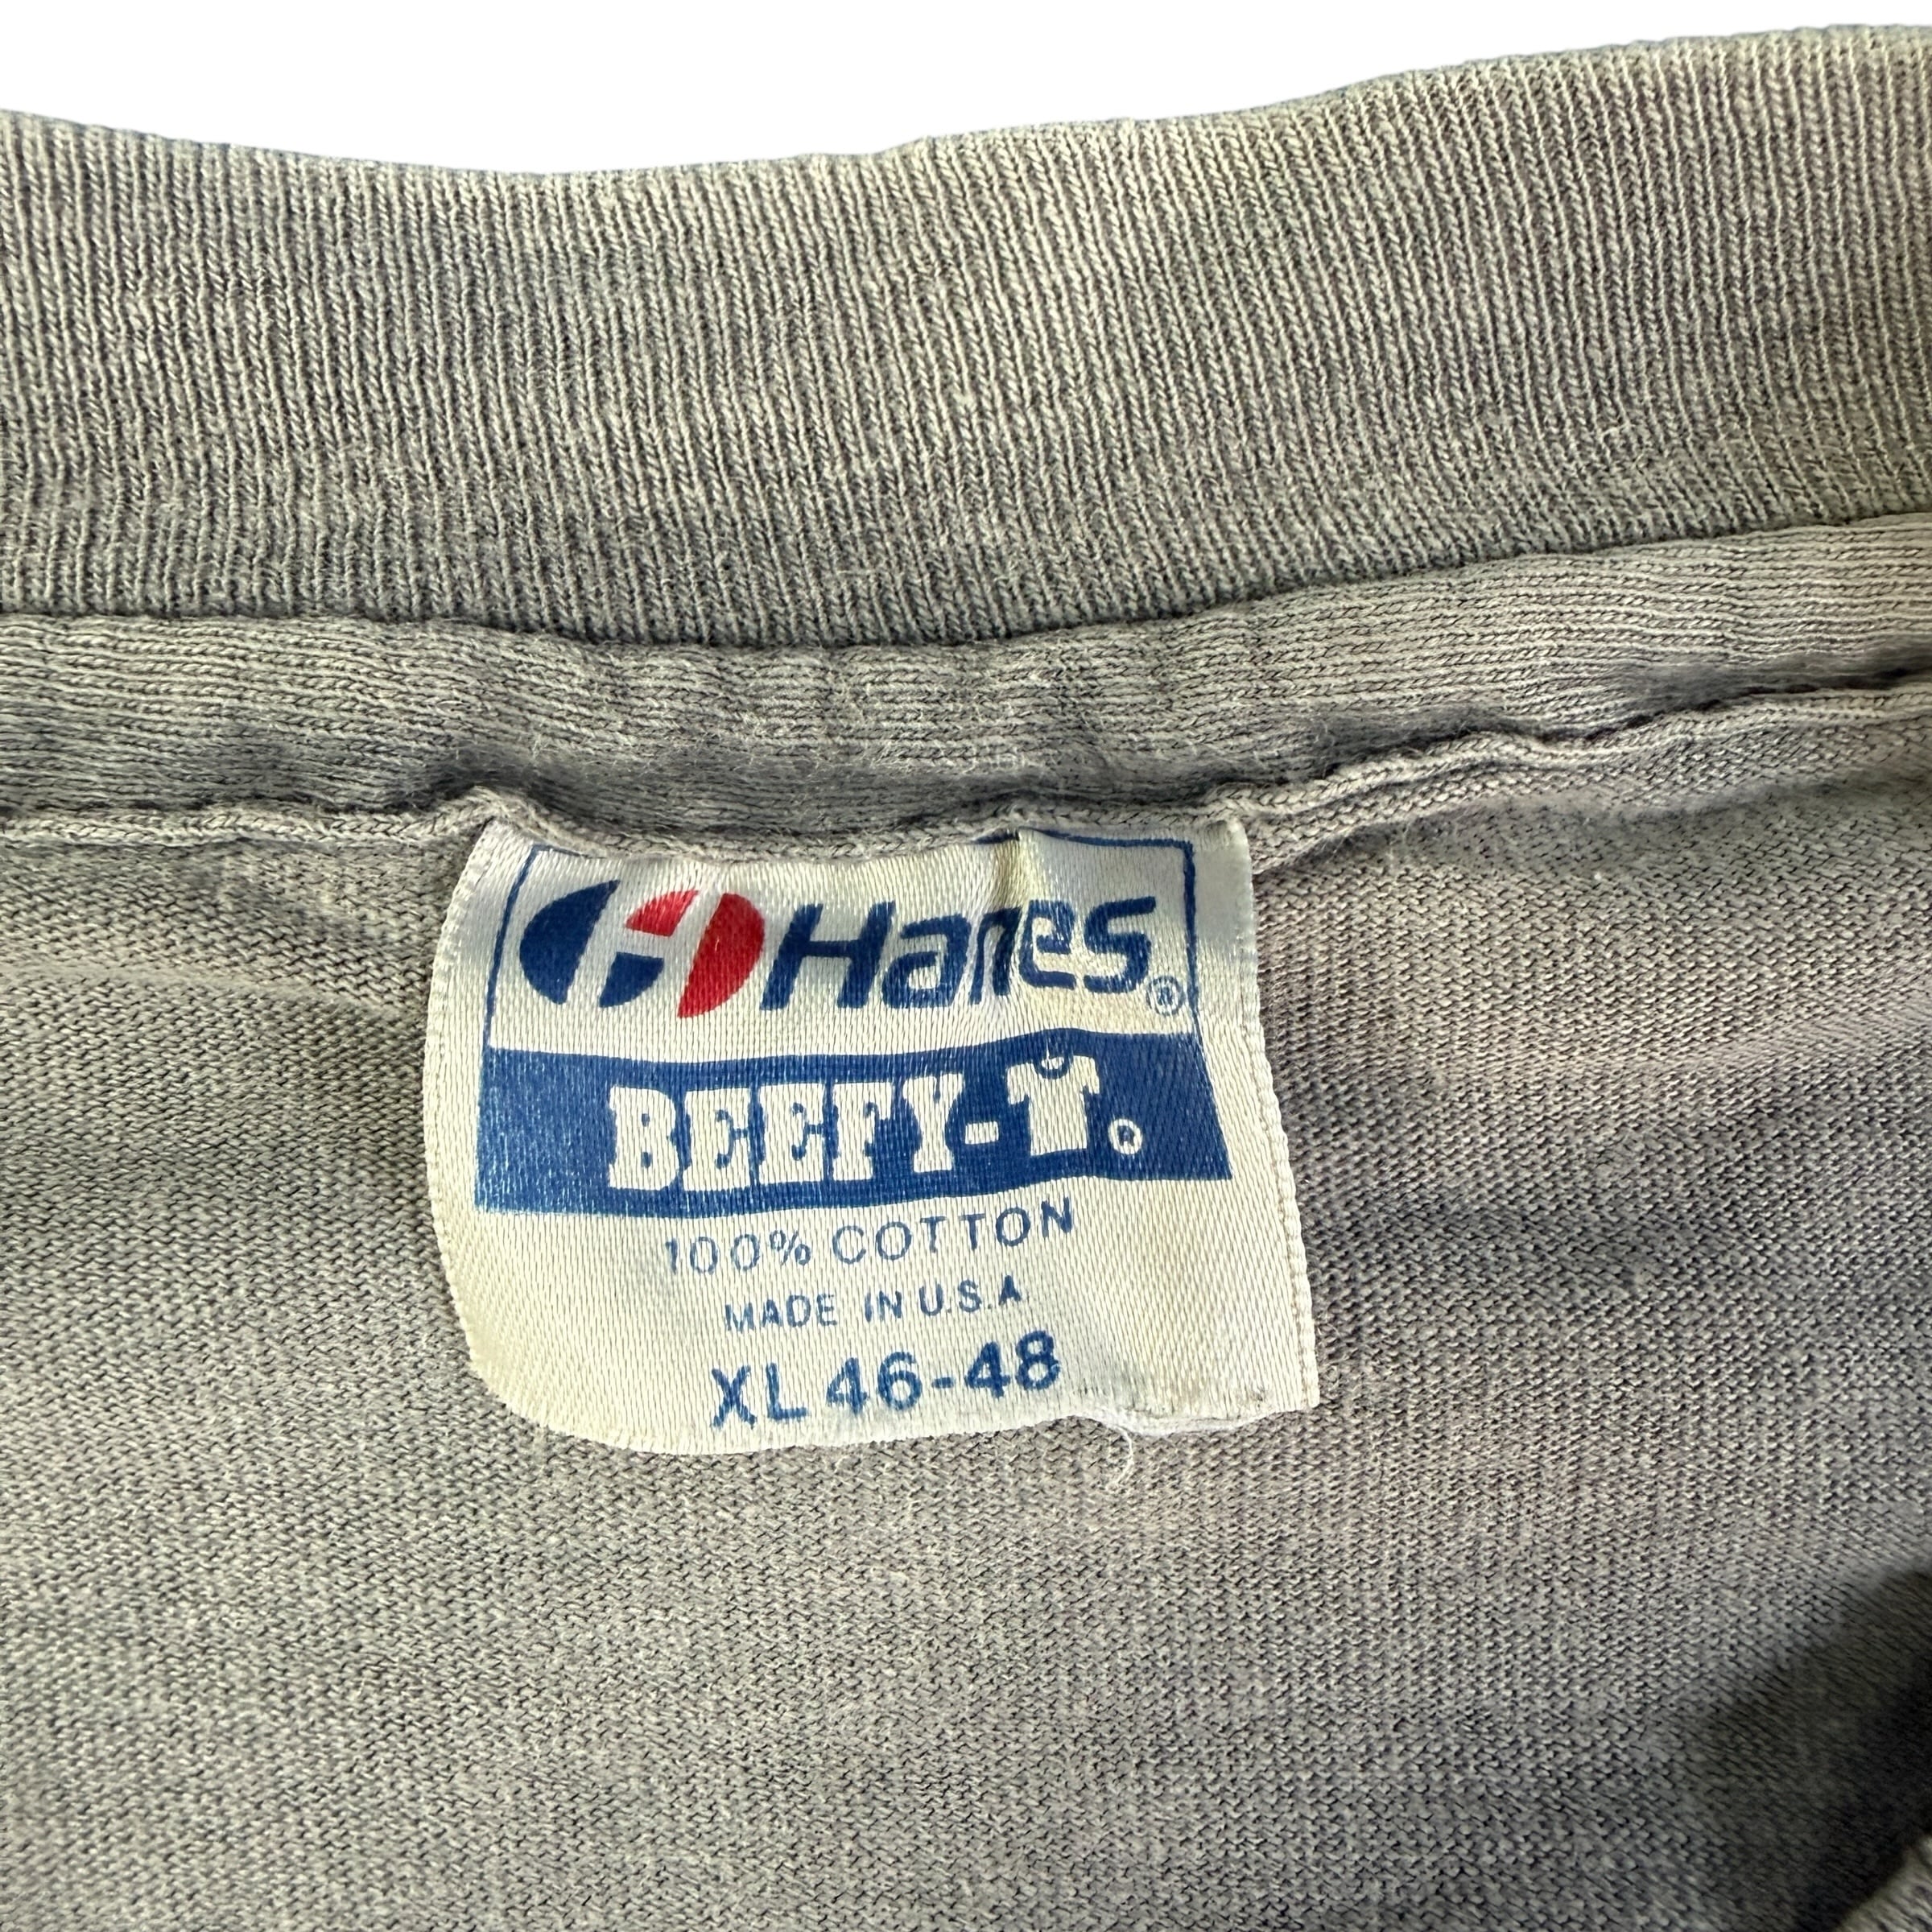 Hanes®
BEEFY-T®
100% COTTON
MADE IN U.S.A
XL 46-48